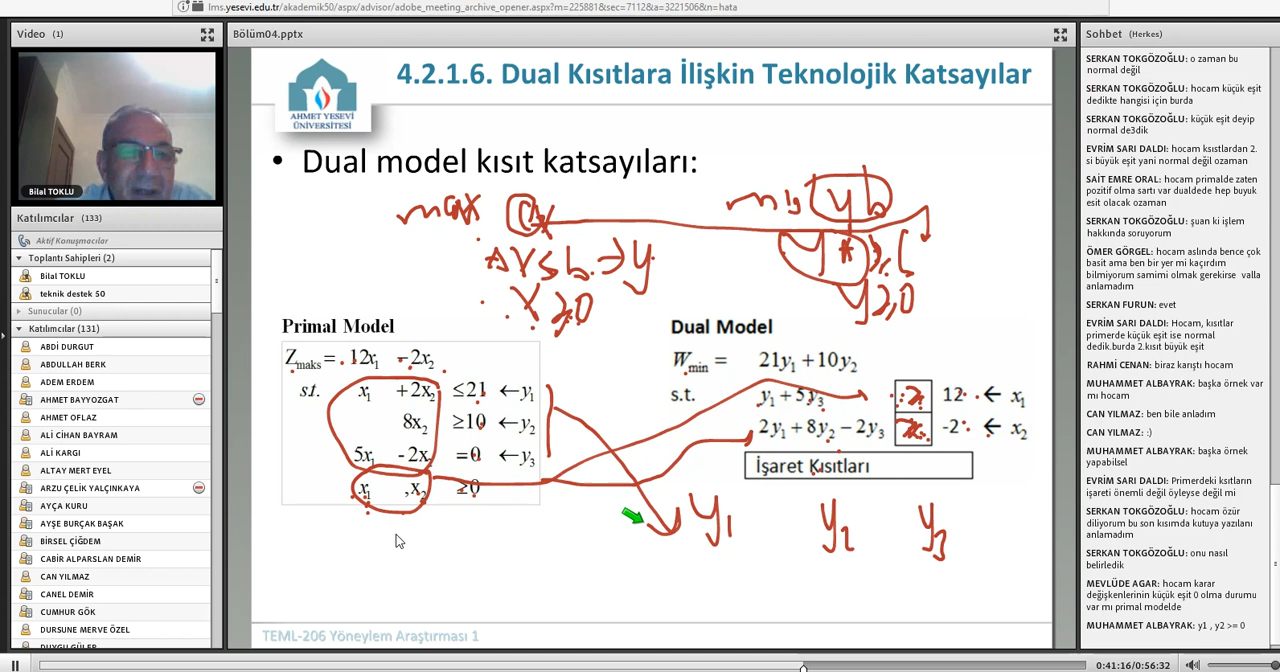 lms.yesevi.edu.tr/akademik50/aspx/advisor/adobe_meeting_archive_opener.aspx?m=225881&sec=7112&a=3221506&n=hata
Video (1)
Bilal TOKLU
Katılımcılar (133)
Aktif Konuşmacılar
Toplantı Sahipleri (2)
Bilal TOKLU
teknik destek 50
Sunucular (0)
Katılımcılar (131)
ABDİ DURGUT
ABDULLAH BERK
ADEM ERDEM
AHMET BAYI-OZGAT
AHMET OFLAZ
ALİ CİHAN BAYRAM
ALİ KARGI
ALTAY MERT EYEL
ARZU ÇELİK YALÇINKAYA
AYÇA KURU
AYŞE BURÇAK BAŞAK
BİRSEL ÇİĞDEM
CABİR ALPARSLAN DEMİR
CAN YILMAZ
CANEL DEMİR
CUMHUR GÖK
DURSUNE MERVE ÖZEL
DUYGU GÜLER
Bölüm04.pptx
AHMET YESEVİ
ÜNİVERSİTESİ
4.2.1.6. Dual Kısıtlara İlişkin Teknolojik Katsayılar
• Dual model kısıt katsayıları:
max
y b
y
y ≥ 0
Primal Model
Zmaks = 12x1 -2x2
st. x1 +2x2 ≤21 ←y1
8x2 ≥10 ←y2
5x1 -2x2 =0 ←y3
x1 ,x2 ≥0
Dual Model
Wmin = 21y1 +10y2
s.t. y1 + 5y3 12 ← x1
2y1 + 8y2 − 2y3 -2 ← x2
İşaret Kısıtları
y1 y2 y3
TEML-206 Yöneylem Araştırması 1
Sohbet (Herkes)
SERKAN TOKGÖZOĞLU: o zaman bu
normal değil
SERKAN TOKGÖZOĞLU: hocam küçük eşit
dedikte hangisi için burda
SERKAN TOKGÖZOĞLU: küçük eşit deyip
normal de3dik
EVRİM SARI DALDI: hocam ksıstlardan 2.
si büyük eşit yani normal değil ozaman
SAİT EMRE ORAL: hocam primalde zaten
pozitif olma sartı var dualdede hep buyuk
esit olacak ozaman
SERKAN TOKGÖZOĞLU: şuan ki işlem
hakkında soruyorum
ÖMER GÖRGEL: hocam aslında bence çok
basit ama ben bir yer mi kaçırdım
bilmiyorum samimi olmak gerekirse valla
anlamadım
SERKAN FURUN: evet
EVRİM SARI DALDI: Hocam, kısıtlar
primerde küçük eşit ise normal
dedik.burda 2.kısıt büyük eşit
RAHMİ CENAN: biraz karıştı hocam
MUHAMMET ALBAYRAK: başka örnek var
mı hocam
CAN YILMAZ: ben bile anladım
CAN YILMAZ: :)
MUHAMMET ALBAYRAK: başka örnek
yapabilsel
EVRİM SARI DALDI: Primerdeki kısıtların
işareti önemli değil öyleyse değil mi
SERKAN TOKGÖZOĞLU: hocam özür
diliyorum bu son kısımda kutuya yazılanı
anlamadım
SERKAN TOKGÖZOĞLU: onu nasıl
belirledik
MEVLÜDE AGAR: hocam karar
değişkenlerinin küçük eşit 0 olma durumu
var mı primal modelde
MUHAMMET ALBAYRAK: y1 , y2 >= 0
0:41:16/0:56:32